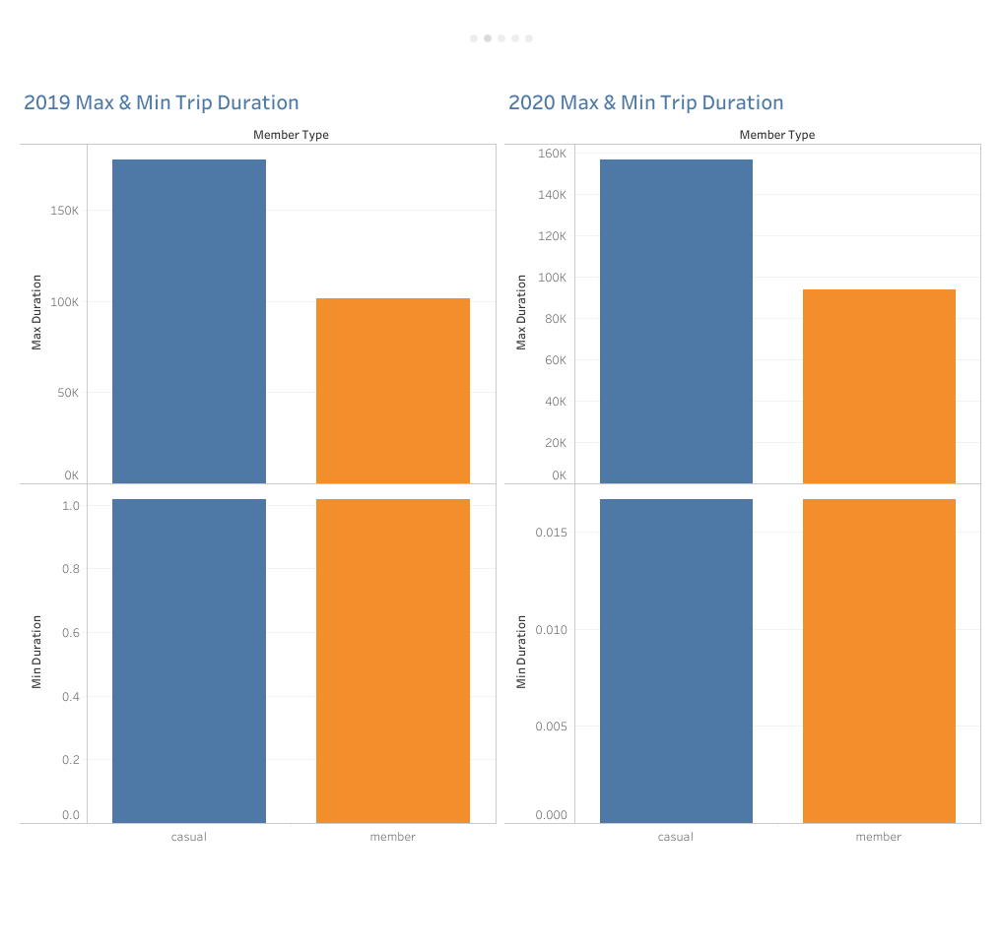 2019 Max & Min Trip Duration
Member Type
Max Duration
150K
100K
50K
0K
Min Duration
1.0
0.8
0.6
0.4
0.2
0.0
casual member
2020 Max & Min Trip Duration
Member Type
Max Duration
160K
140K
120K
100K
80K
60K
40K
20K
0K
Min Duration
0.015
0.010
0.005
0.000
casual member